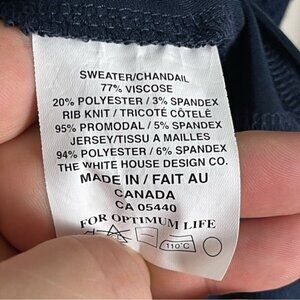 SWEATER/CHANDAIL
77% VISCOSE
20% POLYESTER / 3% SPANDEX
RIB KNIT / TRICOTÉ CÔTELÉ
95% PROMODAL / 5% SPANDEX
JERSEY/TISSU A MAILLES
94% POLYESTER / 6% SPANDEX
THE WHITE HOUSE DESIGN CO.
MADE IN / FAIT AU
CANADA
CA 05440
FOR OPTIMUM LIFE
110°C